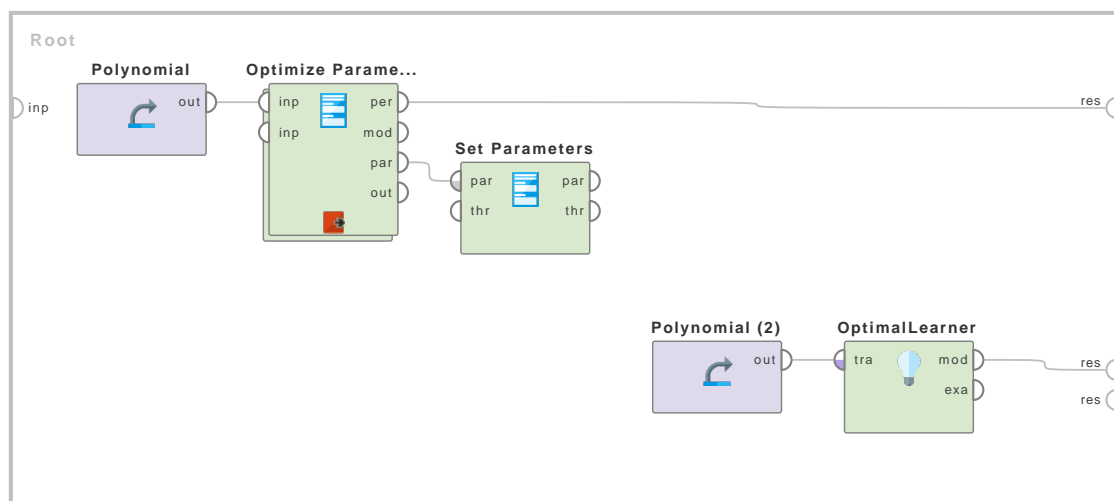 Root
Polynomial
Optimize Parame...
inp
out
inp
per
res
inp
mod
Set Parameters
par
par
par
out
thr
thr
Polynomial (2)
OptimalLearner
out
tra
mod
res
exa
res